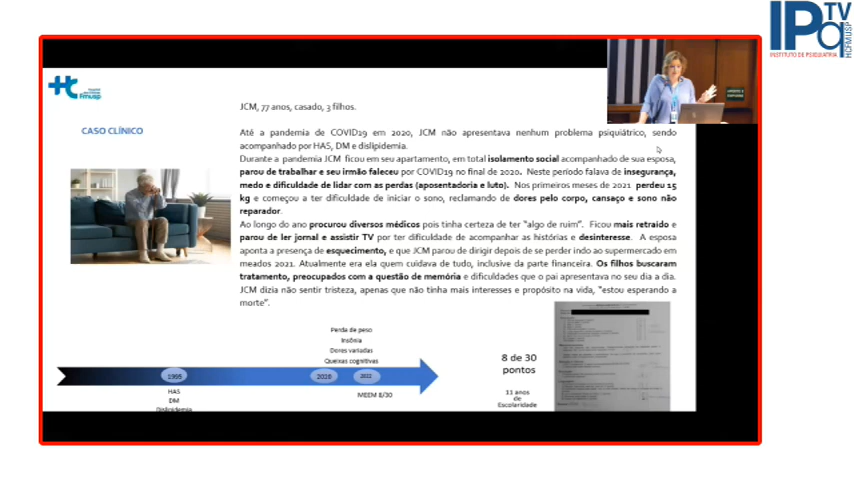 IPq
TV
HCFMUSP
INSTITUTO DE PSIQUIATRIA
HC
fmusp
JCM, 77 anos, casado, 3 filhos.
CASO CLÍNICO
Até a pandemia de COVID19 em 2020, JCM não apresentava nenhum problema psiquiátrico, sendo
acompanhado por HAS, DM e dislipidemia.
Durante a pandemia JCM ficou em seu apartamento, em total isolamento social acompanhado de sua esposa,
parou de trabalhar e seu irmão faleceu por COVID19 no final de 2020. Neste período falava de insegurança,
medo e dificuldade de lidar com as perdas (aposentadoria e luto). Nos primeiros meses de 2021 perdeu 15
kg e começou a ter dificuldade de iniciar o sono, reclamando de dores pelo corpo, cansaço e sono não
reparador.
Ao longo do ano procurou diversos médicos pois tinha certeza de ter "algo de ruim". Ficou mais retraído e
parou de ler jornal e assistir TV por ter dificuldade de acompanhar as histórias e desinteresse. A esposa
aponta a presença de esquecimento, e que JCM parou de dirigir depois de se perder indo ao supermercado em
meados 2021. Atualmente era ela quem cuidava de tudo, inclusive da parte financeira. Os filhos buscaram
tratamento, preocupados com a questão de memória e dificuldades que o pai apresentava no seu dia a dia.
JCM dizia não sentir tristeza, apenas que não tinha mais interesses e propósito na vida, "estou esperando a
morte".
Perda de peso
Insônia
Dores variadas
Queixas cognitivas
1995
2020
2022
HAS
DM
Dislipidemia
MEEM 8/30
8 de 30
pontos
11 anos
de
Escolaridade